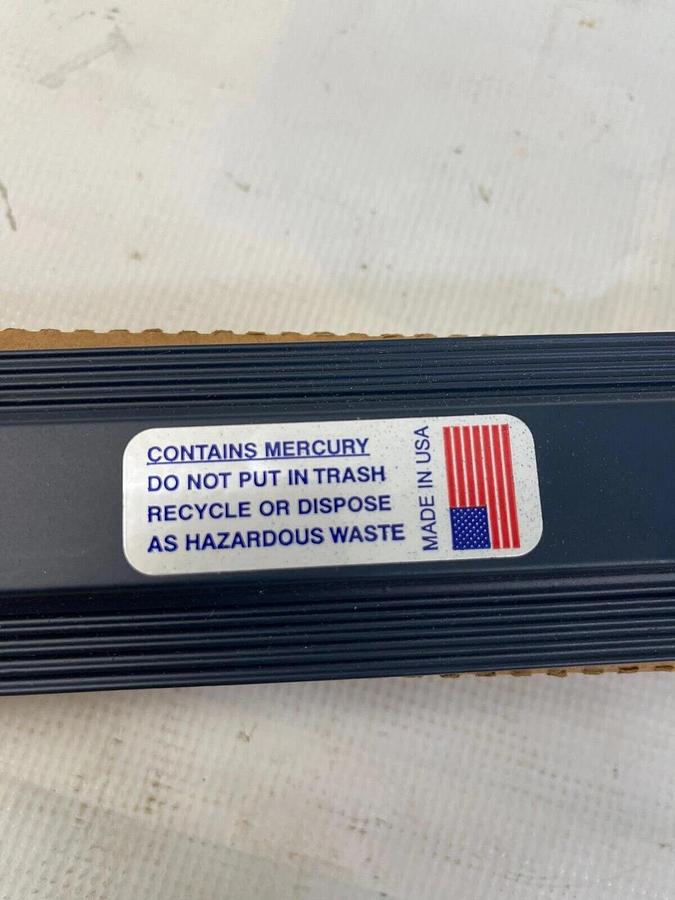 CONTAINS MERCURY
DO NOT PUT IN TRASH
RECYCLE OR DISPOSE
AS HAZARDOUS WASTE
MADE IN USA